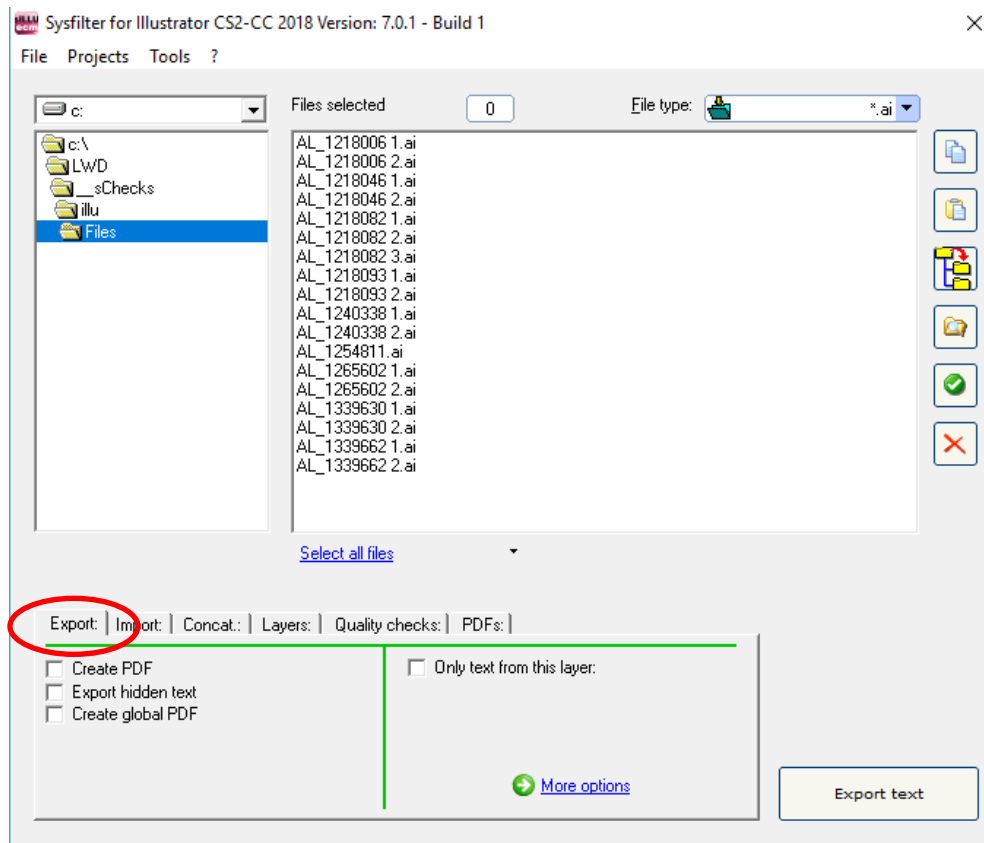 Sysfilter for Illustrator CS2-CC 2018 Version: 7.0.1 - Build 1
File Projects Tools ?
c:
Files selected 0 File type: *.ai
c:\
LWD
__sChecks
illu
Files
AL_1218006 1.ai
AL_1218006 2.ai
AL_1218046 1.ai
AL_1218046 2.ai
AL_1218082 1.ai
AL_1218082 2.ai
AL_1218082 3.ai
AL_1218093 1.ai
AL_1218093 2.ai
AL_1240338 1.ai
AL_1240338 2.ai
AL_1254811.ai
AL_1265602 1.ai
AL_1265602 2.ai
AL_1339630 1.ai
AL_1339630 2.ai
AL_1339662 1.ai
AL_1339662 2.ai
Select all files
Export: Import: Concat.: Layers: Quality checks: PDFs:
Create PDF
Export hidden text
Create global PDF
Only text from this layer:
More options
Export text